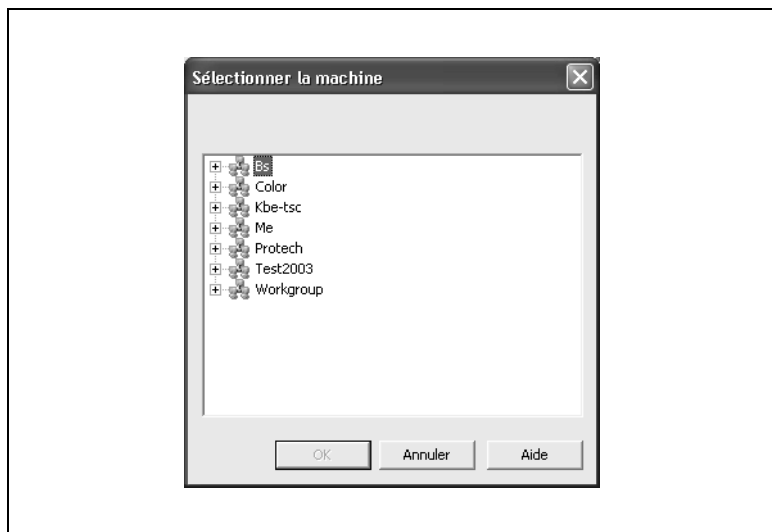 Sélectionner la machine
Bs
Color
Kbe-tsc
Me
Protech
Test2003
Workgroup
OK
Annuler
Aide